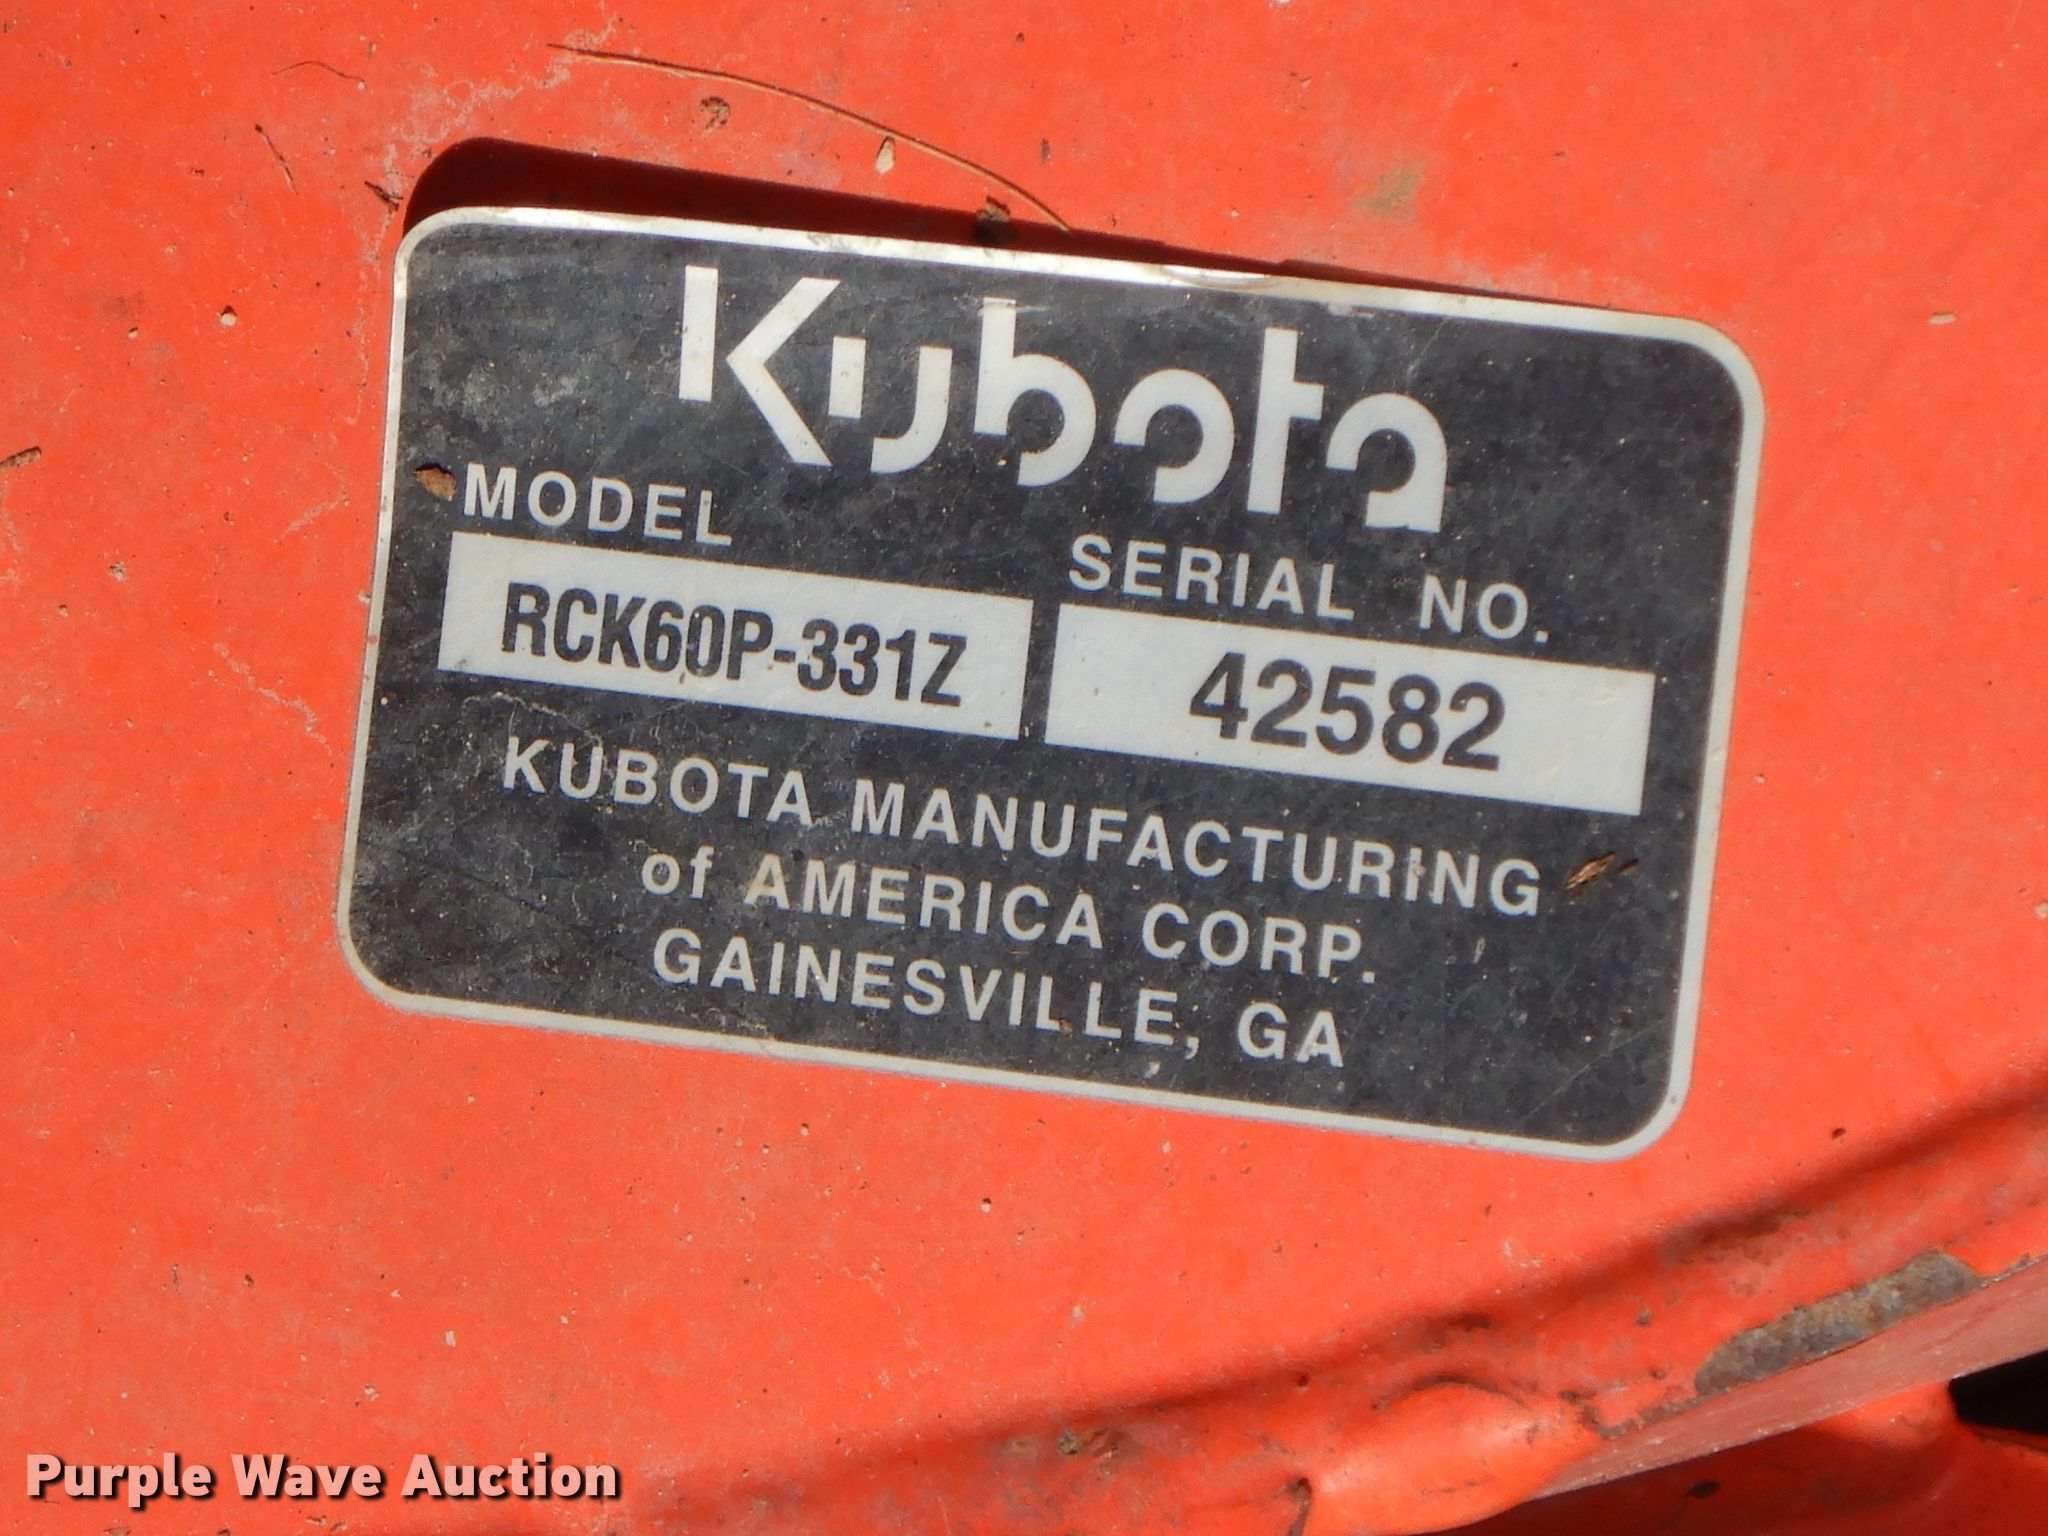 Kubota
MODEL
SERIAL NO.
RCK60P-331Z
42582
KUBOTA MANUFACTURING
of AMERICA CORP.
GAINESVILLE, GA
Purple Wave Auction